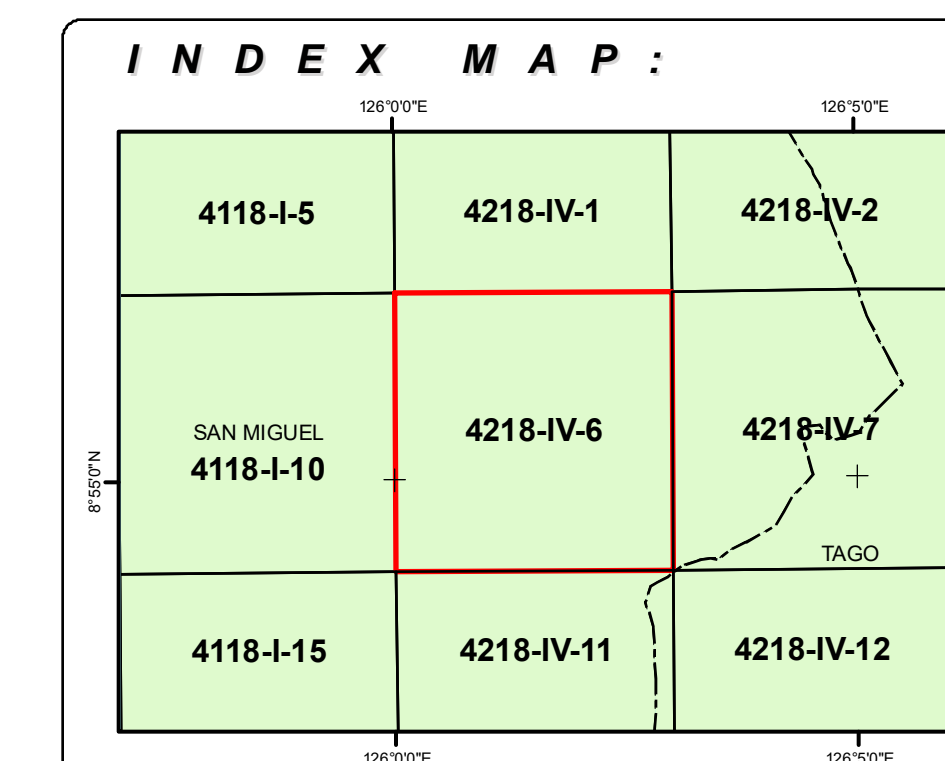 INDEX MAP:
126°0'0"E 126°5'0"E
4118-I-5 4218-IV-1 4218-IV-2
SAN MIGUEL
4118-I-10 4218-IV-6 4218-IV-7
8°55'0"N
TAGO
4118-I-15 4218-IV-11 4218-IV-12
126°0'0"E 126°5'0"E